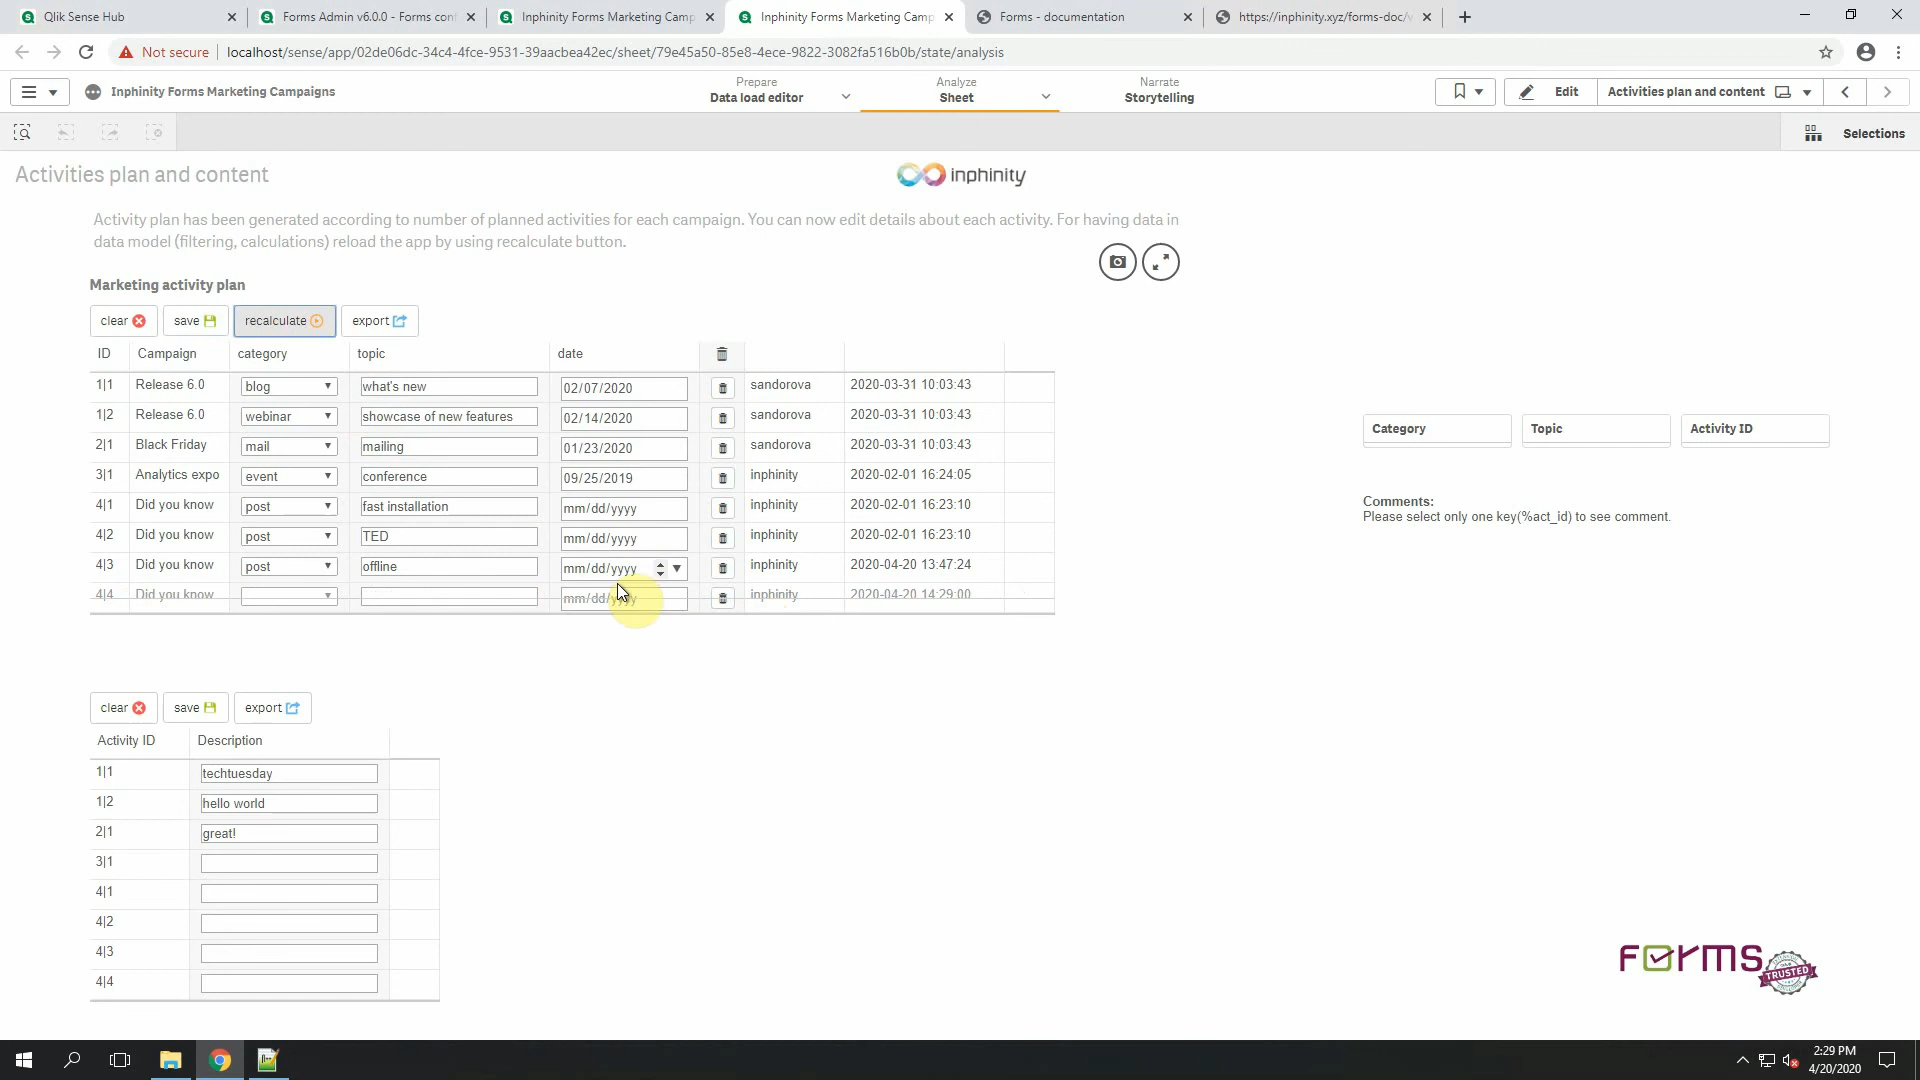 Qlik Sense Hub
Forms Admin v6.0.0 - Forms conf
Inphinity Forms Marketing Camp
Inphinity Forms Marketing Camp
Forms - documentation
https://inphinity.xyz/forms-doc/v
Not secure
localhost/sense/app/02de06dc-34c4-4fce-9531-39aacbea42ec/sheet/79e45a50-85e8-4ece-9822-3082fa516b0b/state/analysis
Inphinity Forms Marketing Campaigns
Prepare
Data load editor
Analyze
Sheet
Narrate
Storytelling
Edit
Activities plan and content
Selections
Activities plan and content
inphinity
Activity plan has been generated according to number of planned activities for each campaign. You can now edit details about each activity. For having data in
data model (filtering, calculations) reload the app by using recalculate button.
Marketing activity plan
clear save recalculate export
ID Campaign category topic date
1|1 Release 6.0 blog what's new 02/07/2020 sandorova 2020-03-31 10:03:43
1|2 Release 6.0 webinar showcase of new features 02/14/2020 sandorova 2020-03-31 10:03:43
2|1 Black Friday mail mailing 01/23/2020 sandorova 2020-03-31 10:03:43
3|1 Analytics expo event conference 09/25/2019 inphinity 2020-02-01 16:24:05
4|1 Did you know post fast installation mm/dd/yyyy inphinity 2020-02-01 16:23:10
4|2 Did you know post TED mm/dd/yyyy inphinity 2020-02-01 16:23:10
4|3 Did you know post offline mm/dd/yyyy inphinity 2020-04-20 13:47:24
4|4 Did you know mm/dd/yyyy inphinity 2020-04-20 14:29:00
Category Topic Activity ID
Comments:
Please select only one key(%act_id) to see comment.
clear save export
Activity ID Description
1|1 techtuesday
1|2 hello world
2|1 great!
3|1
4|1
4|2
4|3
4|4
FORMS
TRUSTED
2:29 PM
4/20/2020